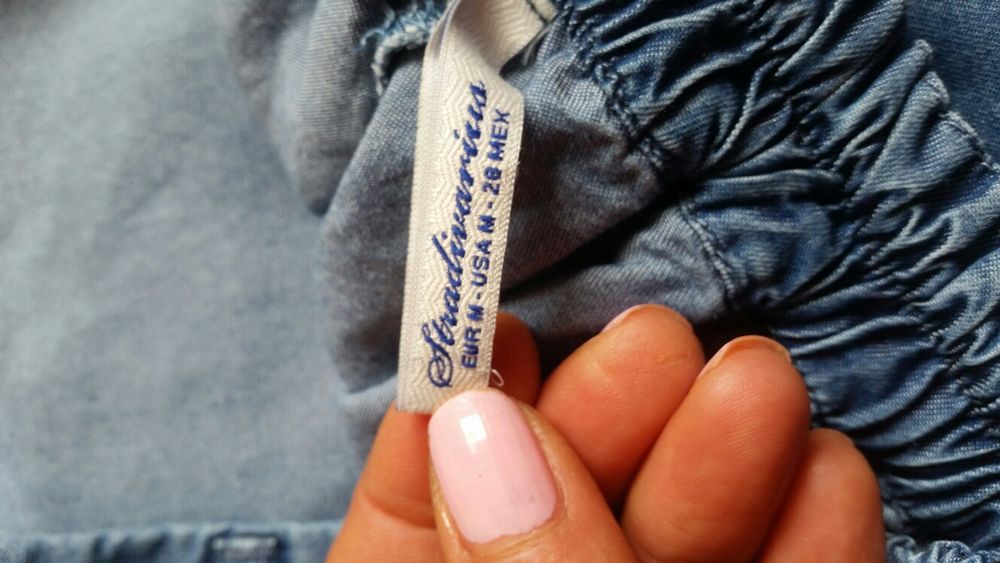 Stradivarius
EUR M - USA M - 28 MEX